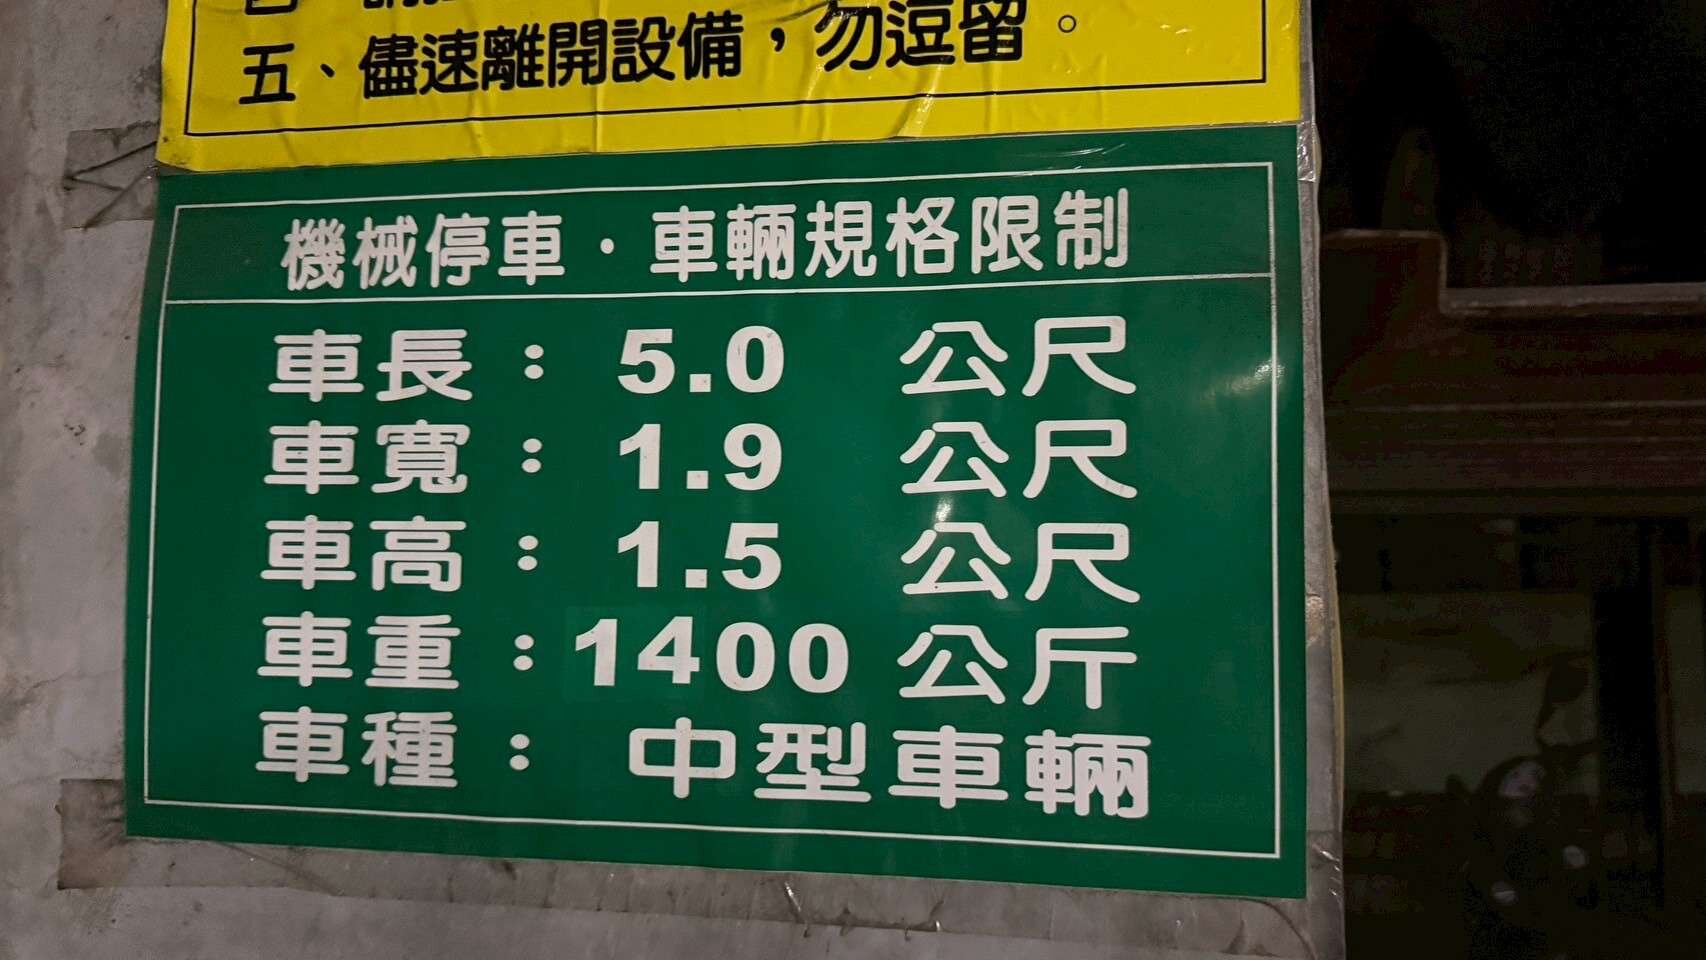 五、儘速離開設備，勿逗留。
機械停車．車輛規格限制
車長：5.0 公尺
車寬：1.9 公尺
車高：1.5 公尺
車重：1400 公斤
車種：中型車輛